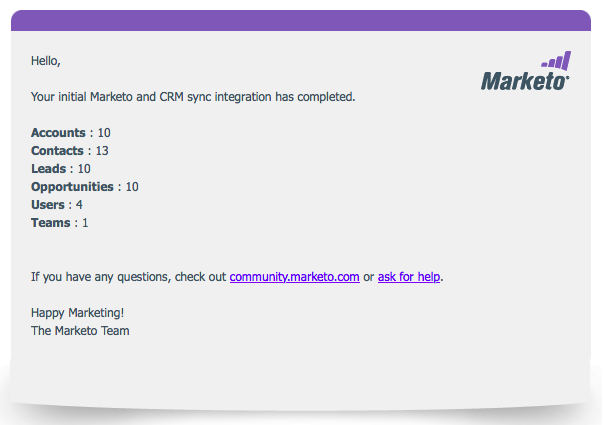 Hello,
Marketo
Your initial Marketo and CRM sync integration has completed.
Accounts : 10
Contacts : 13
Leads : 10
Opportunities : 10
Users : 4
Teams : 1
If you have any questions, check out community.marketo.com or ask for help.
Happy Marketing!
The Marketo Team